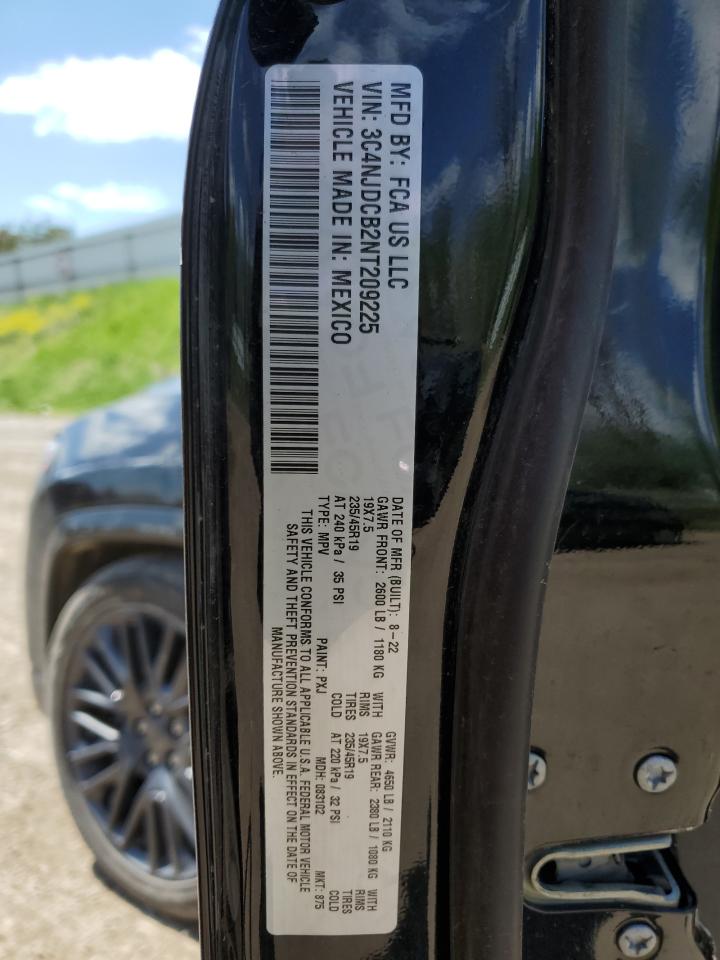 MFD BY: FCA US LLC
VIN: 3C4NJDCB2NT209225
VEHICLE MADE IN: MEXICO
DATE OF MFR (BUILT): 8-22 GVWR: 4650 LB / 2110 KG
GAWR FRONT: 2600 LB / 1180 KG WITH GAWR REAR: 2380 LB / 1080 KG WITH
19X7.5 RIMS 19X7.5 RIMS
235/45R19 TIRES 235/45R19 TIRES
AT 240 kPa / 35 PSI COLD AT 220 kPa / 32 PSI COLD
TYPE: MPV PAINT: PXJ MDH: 083102 MKT: 875
THIS VEHICLE CONFORMS TO ALL APPLICABLE U.S.A. FEDERAL MOTOR VEHICLE
SAFETY AND THEFT PREVENTION STANDARDS IN EFFECT ON THE DATE OF
MANUFACTURE SHOWN ABOVE.